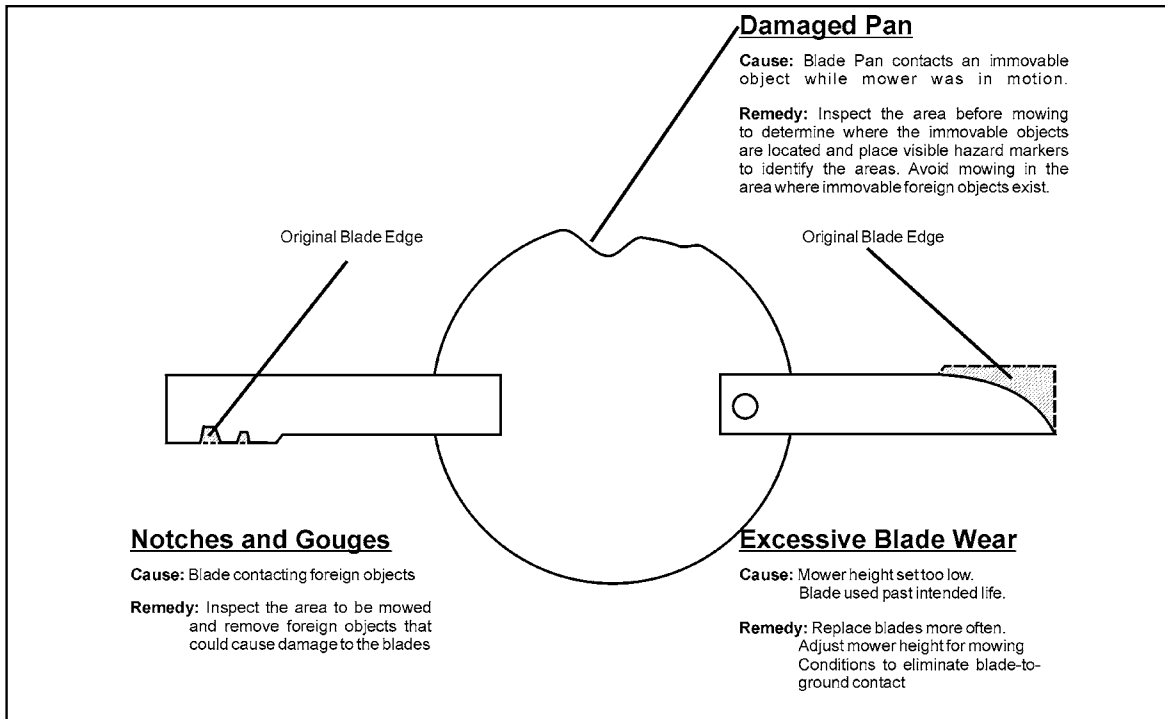 Damaged Pan
Cause: Blade Pan contacts an immovable
object while mower was in motion.
Remedy: Inspect the area before mowing
to determine where the immovable objects
are located and place visible hazard markers
to identify the areas. Avoid mowing in the
area where immovable foreign objects exist.
Original Blade Edge
Original Blade Edge
Notches and Gouges
Cause: Blade contacting foreign objects
Remedy: Inspect the area to be mowed
and remove foreign objects that
could cause damage to the blades
Excessive Blade Wear
Cause: Mower height set too low.
Blade used past intended life.
Remedy: Replace blades more often.
Adjust mower height for mowing
Conditions to eliminate blade-to-
ground contact